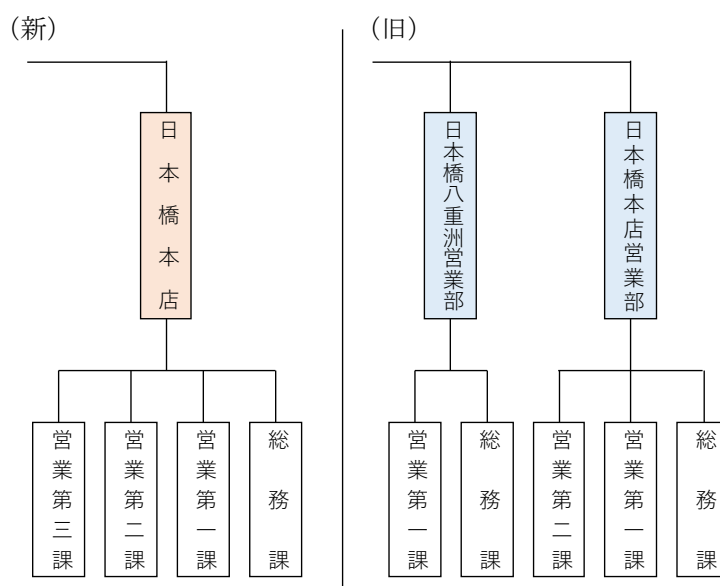 (新)
日本橋本店
営業第三課
営業第二課
営業第一課
総務課
(旧)
日本橋八重洲営業部
日本橋本店営業部
営業第一課
総務課
営業第二課
営業第一課
総務課